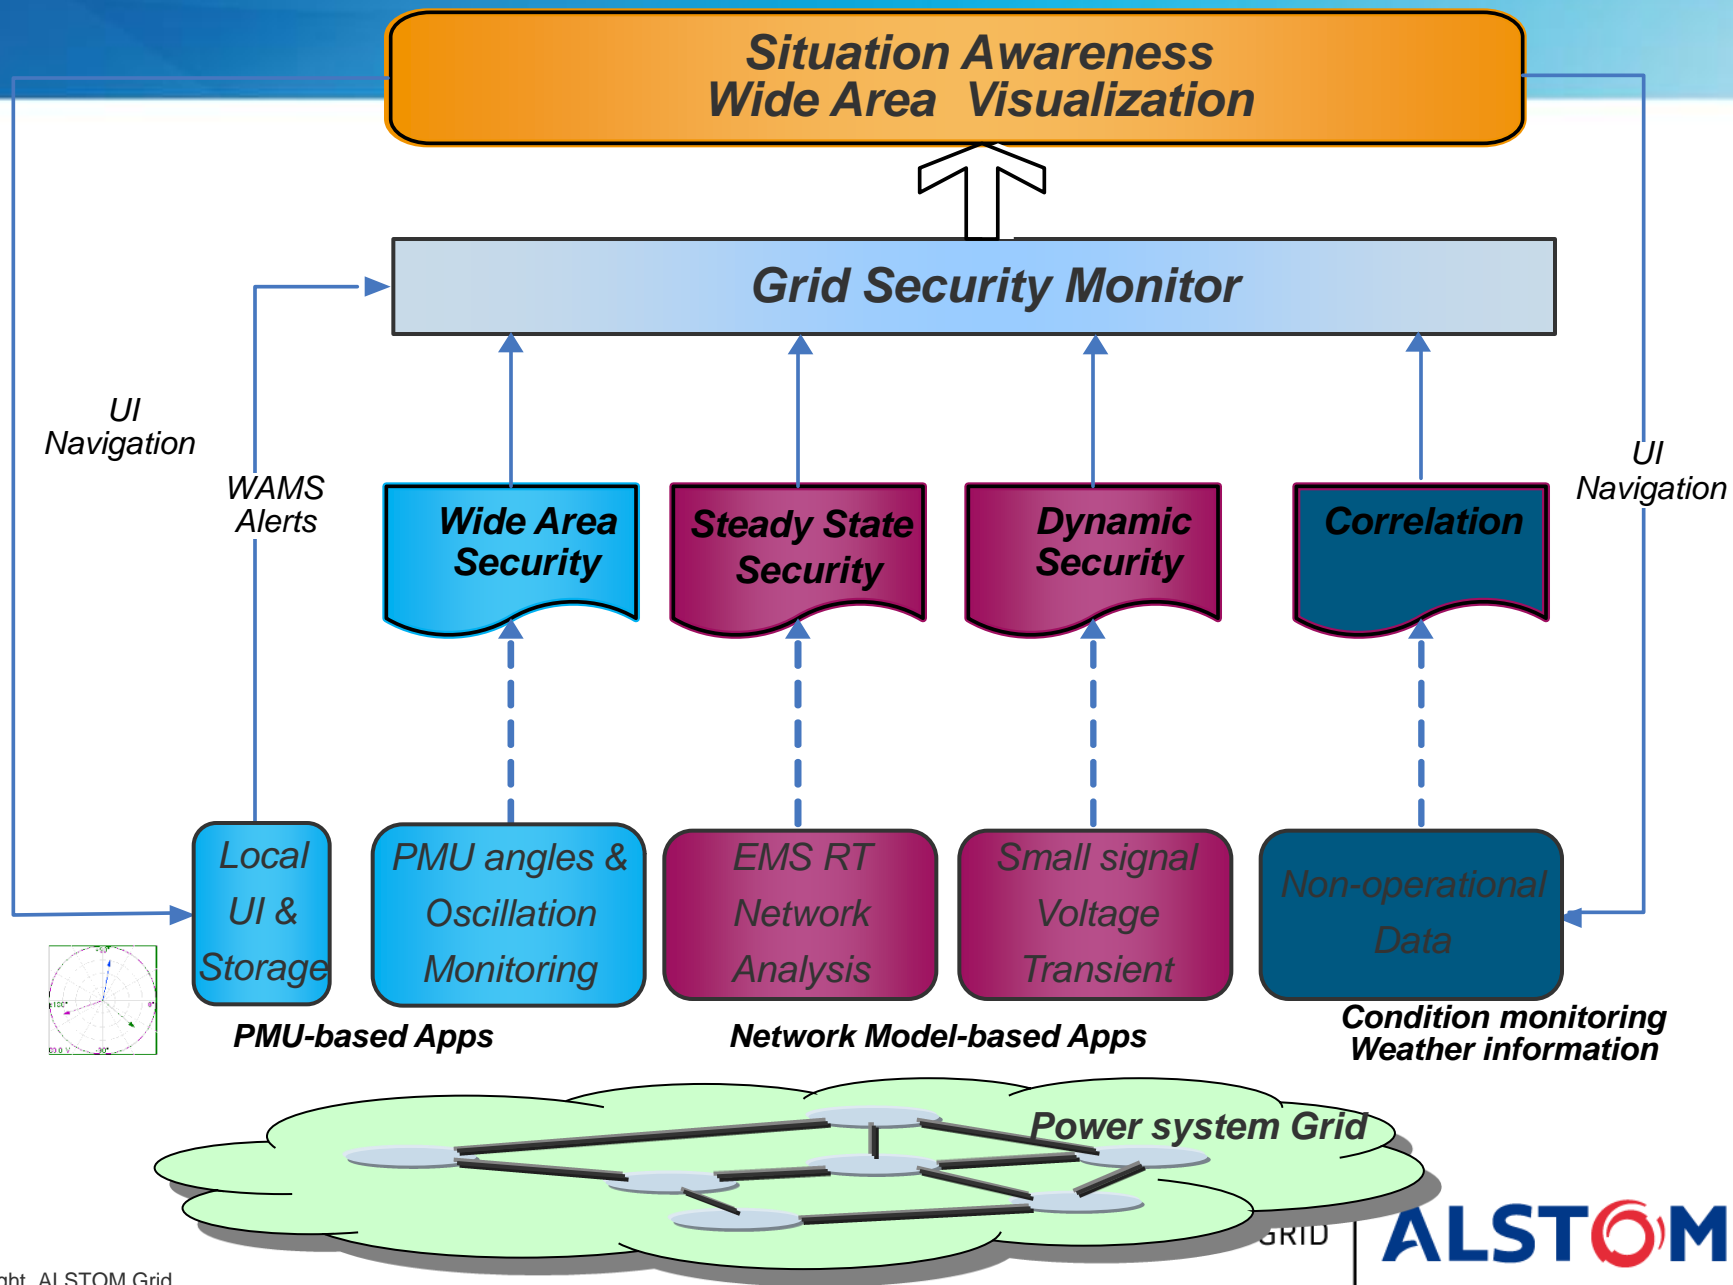 Situation Awareness
Wide Area Visualization
Grid Security Monitor
UI
Navigation
WAMS
Alerts
UI
Navigation
Wide Area
Security
Steady State
Security
Dynamic
Security
Correlation
Local
UI &
Storage
PMU angles &
Oscillation
Monitoring
EMS RT
Network
Analysis
Small signal
Voltage
Transient
Non-operational
Data
PMU-based Apps
Network Model-based Apps
Condition monitoring
Weather information
Power system Grid
GRID
ALSTOM
ALSTOM Grid